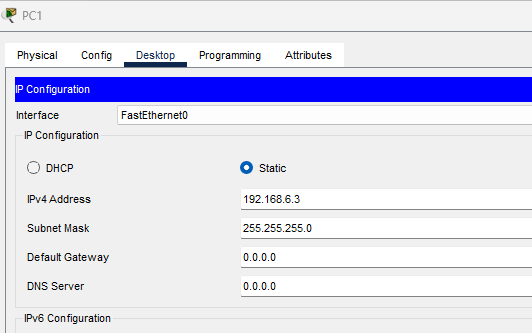 PC1
Physical Config Desktop Programming Attributes
IP Configuration
Interface FastEthernet0
IP Configuration
DHCP Static
IPv4 Address 192.168.6.3
Subnet Mask 255.255.255.0
Default Gateway 0.0.0.0
DNS Server 0.0.0.0
IPv6 Configuration